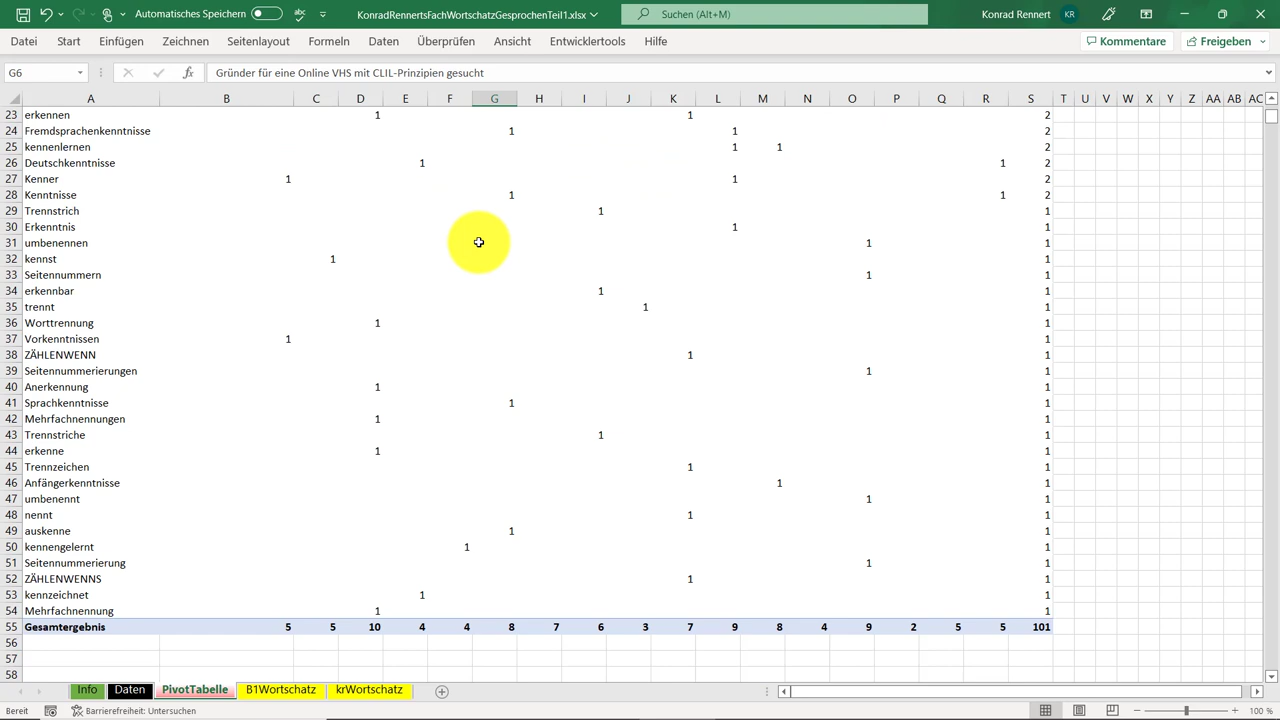 Automatisches Speichern KonradRennertsFachWortschatzGesprochenTeil1.xlsx Suchen (Alt+M) Konrad Rennert KR
Datei Start Einfügen Zeichnen Seitenlayout Formeln Daten Überprüfen Ansicht Entwicklertools Hilfe Kommentare Freigeben
G6 fx Gründer für eine Online VHS mit CLIL-Prinzipien gesucht
A B C D E F G H I J K L M N O P Q R S T U V W X Y Z AA AB AC
23 erkennen 1 1 2
24 Fremdsprachenkenntnisse 1 1 2
25 kennenlernen 1 1 2
26 Deutschkenntnisse 1 1 2
27 Kenner 1 1 2
28 Kenntnisse 1 1 2
29 Trennstrich 1 1
30 Erkenntnis 1 1
31 umbenennen 1 1
32 kennst 1 1
33 Seitennummern 1 1
34 erkennbar 1 1
35 trennt 1 1
36 Worttrennung 1 1
37 Vorkenntnissen 1 1
38 ZÄHLENWENN 1 1
39 Seitennummerierungen 1 1
40 Anerkennung 1 1
41 Sprachkenntnisse 1 1
42 Mehrfachnennungen 1 1
43 Trennstriche 1 1
44 erkenne 1 1
45 Trennzeichen 1 1
46 Anfängerkenntnisse 1 1
47 umbenennt 1 1
48 nennt 1 1
49 auskenne 1 1
50 kennengelernt 1 1
51 Seitennummerierung 1 1
52 ZÄHLENWENNS 1 1
53 kennzeichnet 1 1
54 Mehrfachnennung 1 1
55 Gesamtergebnis 5 5 10 4 4 8 7 6 3 7 9 8 4 9 2 5 5 101
56
57
58
Info Daten PivotTabelle B1Wortschatz krWortschatz
Bereit Barrierefreiheit: Untersuchen 100 %